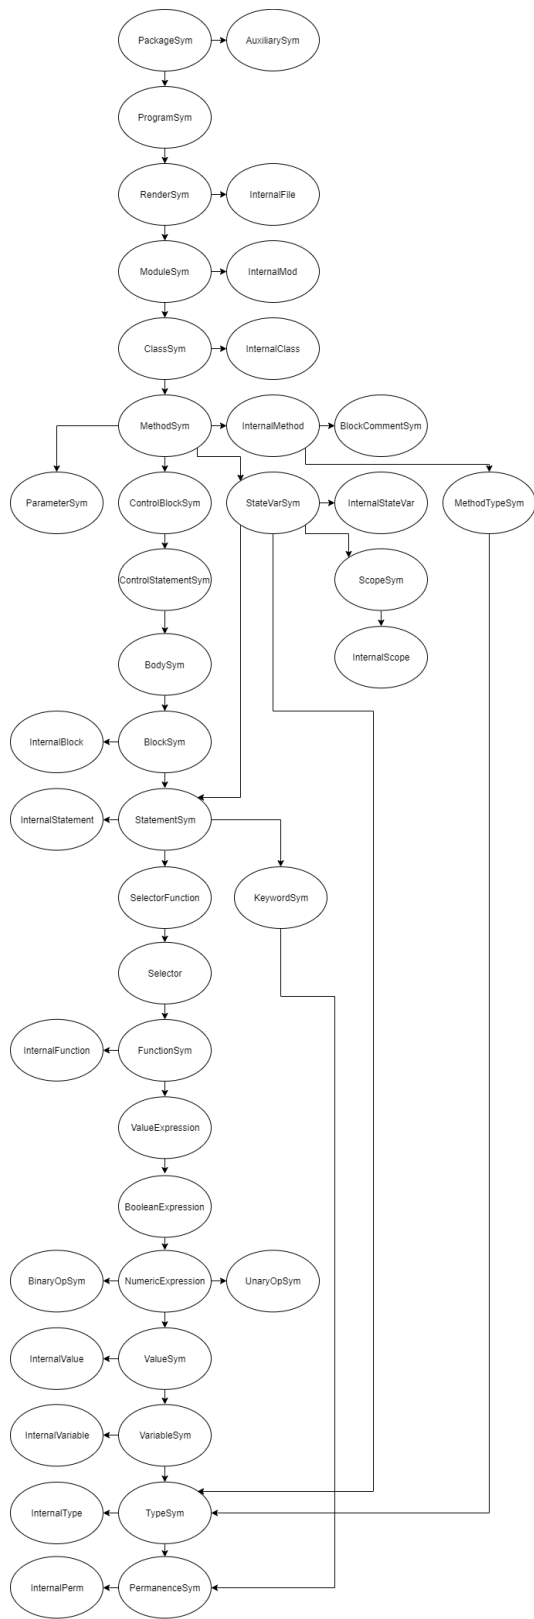 PackageSym
AuxiliarySym
ProgramSym
RenderSym
InternalFile
ModuleSym
InternalMod
ClassSym
InternalClass
MethodSym
InternalMethod
BlockCommentSym
ParameterSym
ControlBlockSym
StateVarSym
InternalStateVar
MethodTypeSym
ControlStatementSym
ScopeSym
BodySym
InternalScope
InternalBlock
BlockSym
InternalStatement
StatementSym
SelectorFunction
KeywordSym
Selector
InternalFunction
FunctionSym
ValueExpression
BooleanExpression
BinaryOpSym
NumericExpression
UnaryOpSym
InternalValue
ValueSym
InternalVariable
VariableSym
InternalType
TypeSym
InternalPerm
PermanenceSym